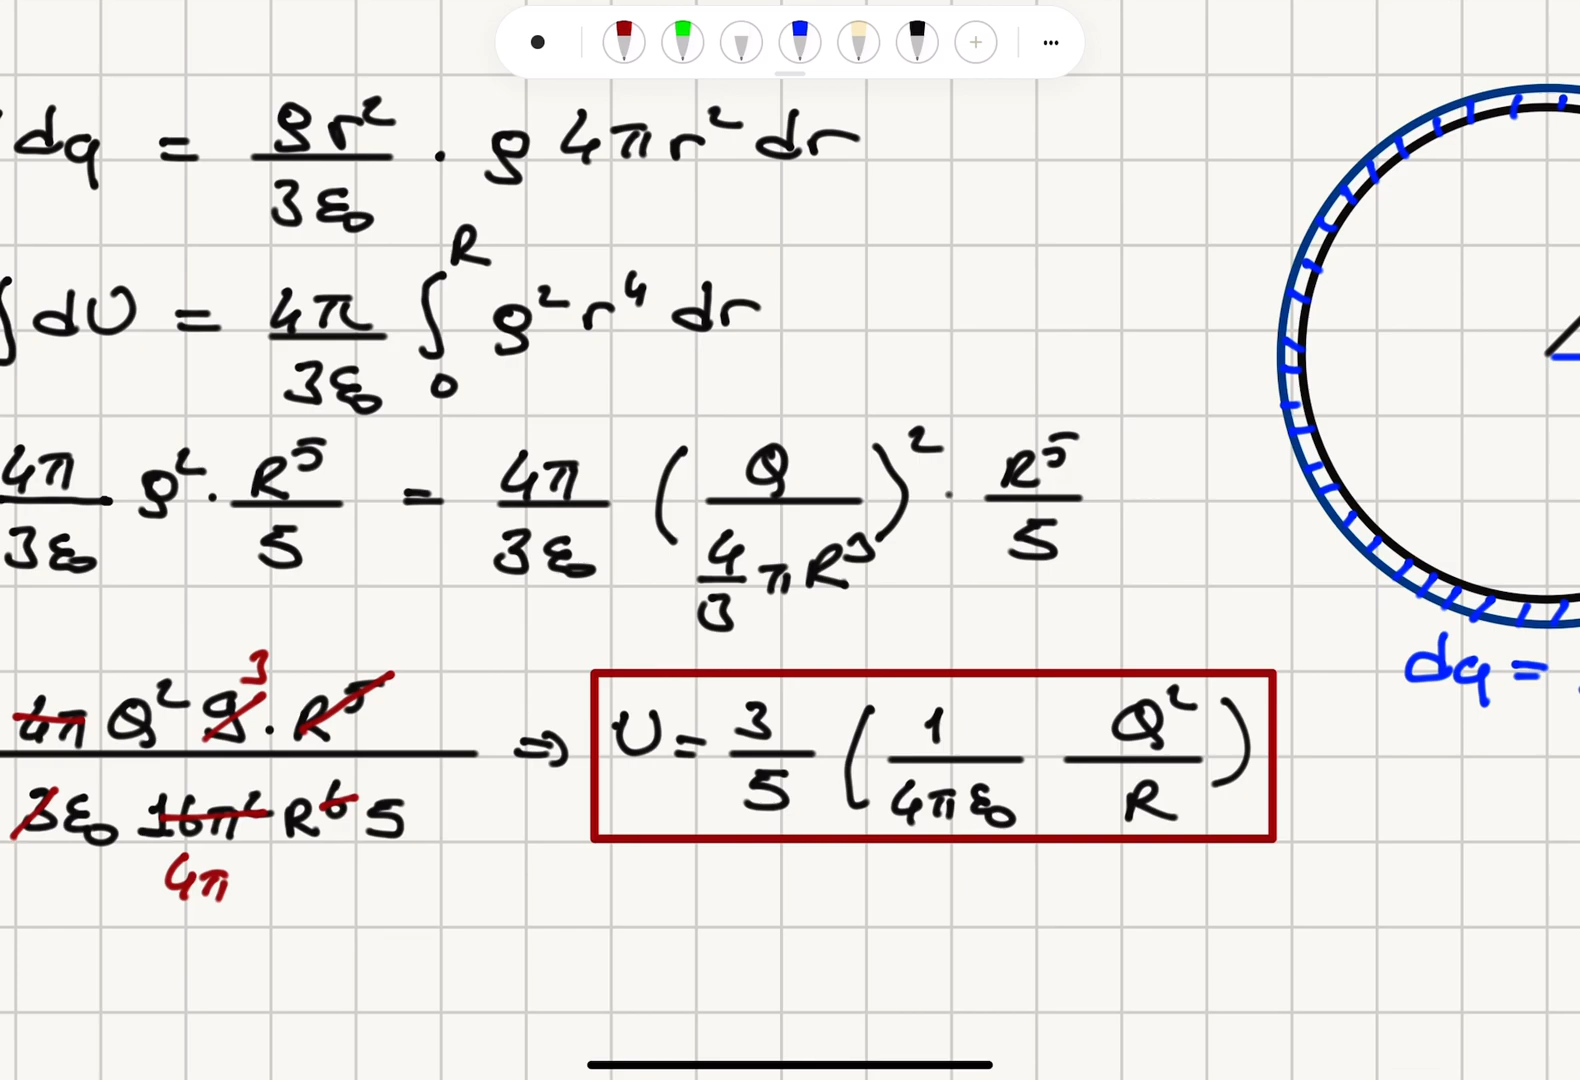 dq = ρr²/3ε₀ · ρ 4πr² dr
∫dU = 4π/3ε₀ ∫₀ᴿ ρ² r⁴ dr
4π/3ε₀ ρ² · R⁵/5 = 4π/3ε₀ (Q/(4/3 πR³))² · R⁵/5
4π Q² 9 · R⁵ / 3ε₀ 16π² R⁶ 5 ⇒ U = 3/5 (1/4πε₀ Q²/R)
3
4π
dq =